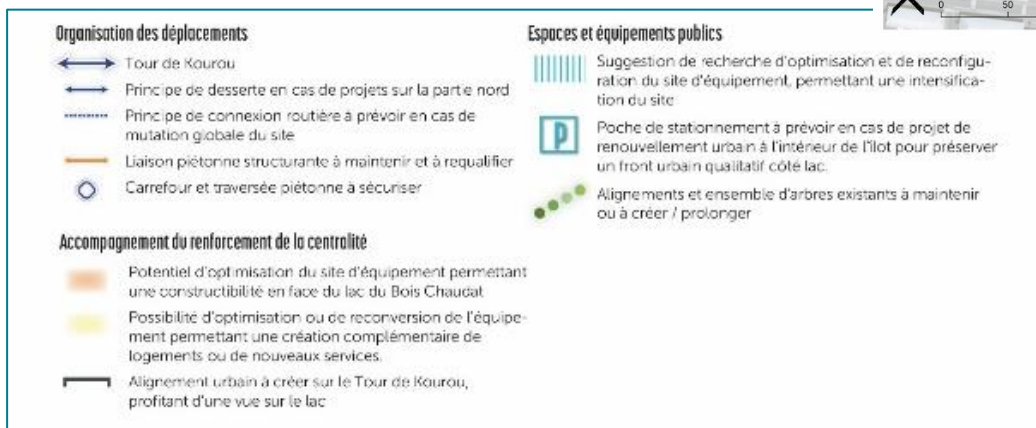 0 50
Organisation des déplacements
Tour de Kourou
Principe de desserte en cas de projets sur la partie nord
Principe de connexion routière à prévoir en cas de
mutation globale du site
Liaison piétonne structurante à maintenir et à requalifier
Carrefour et traversée piétonne à sécuriser
Accompagnement du renforcement de la centralité
Potentiel d'optimisation du site d'équipement permettant
une constructibilité en face du lac du Bois Chaudat
Possibilité d'optimisation ou de reconversion de l'équipe-
ment permettant une création complémentaire de
logements ou de nouveaux services.
Alignement urbain à créer sur le Tour de Kourou,
profitant d'une vue sur le lac
Espaces et équipements publics
Suggestion de recherche d'optimisation et de reconfigu-
ration du site d'équipement, permettant une intensifica-
tion du site
P
Poche de stationnement à prévoir en cas de projet de
renouvellement urbain à l'intérieur de l'îlot pour préserver
un front urbain qualitatif côté lac.
Alignements et ensemble d'arbres existants à maintenir
ou à créer / prolonger